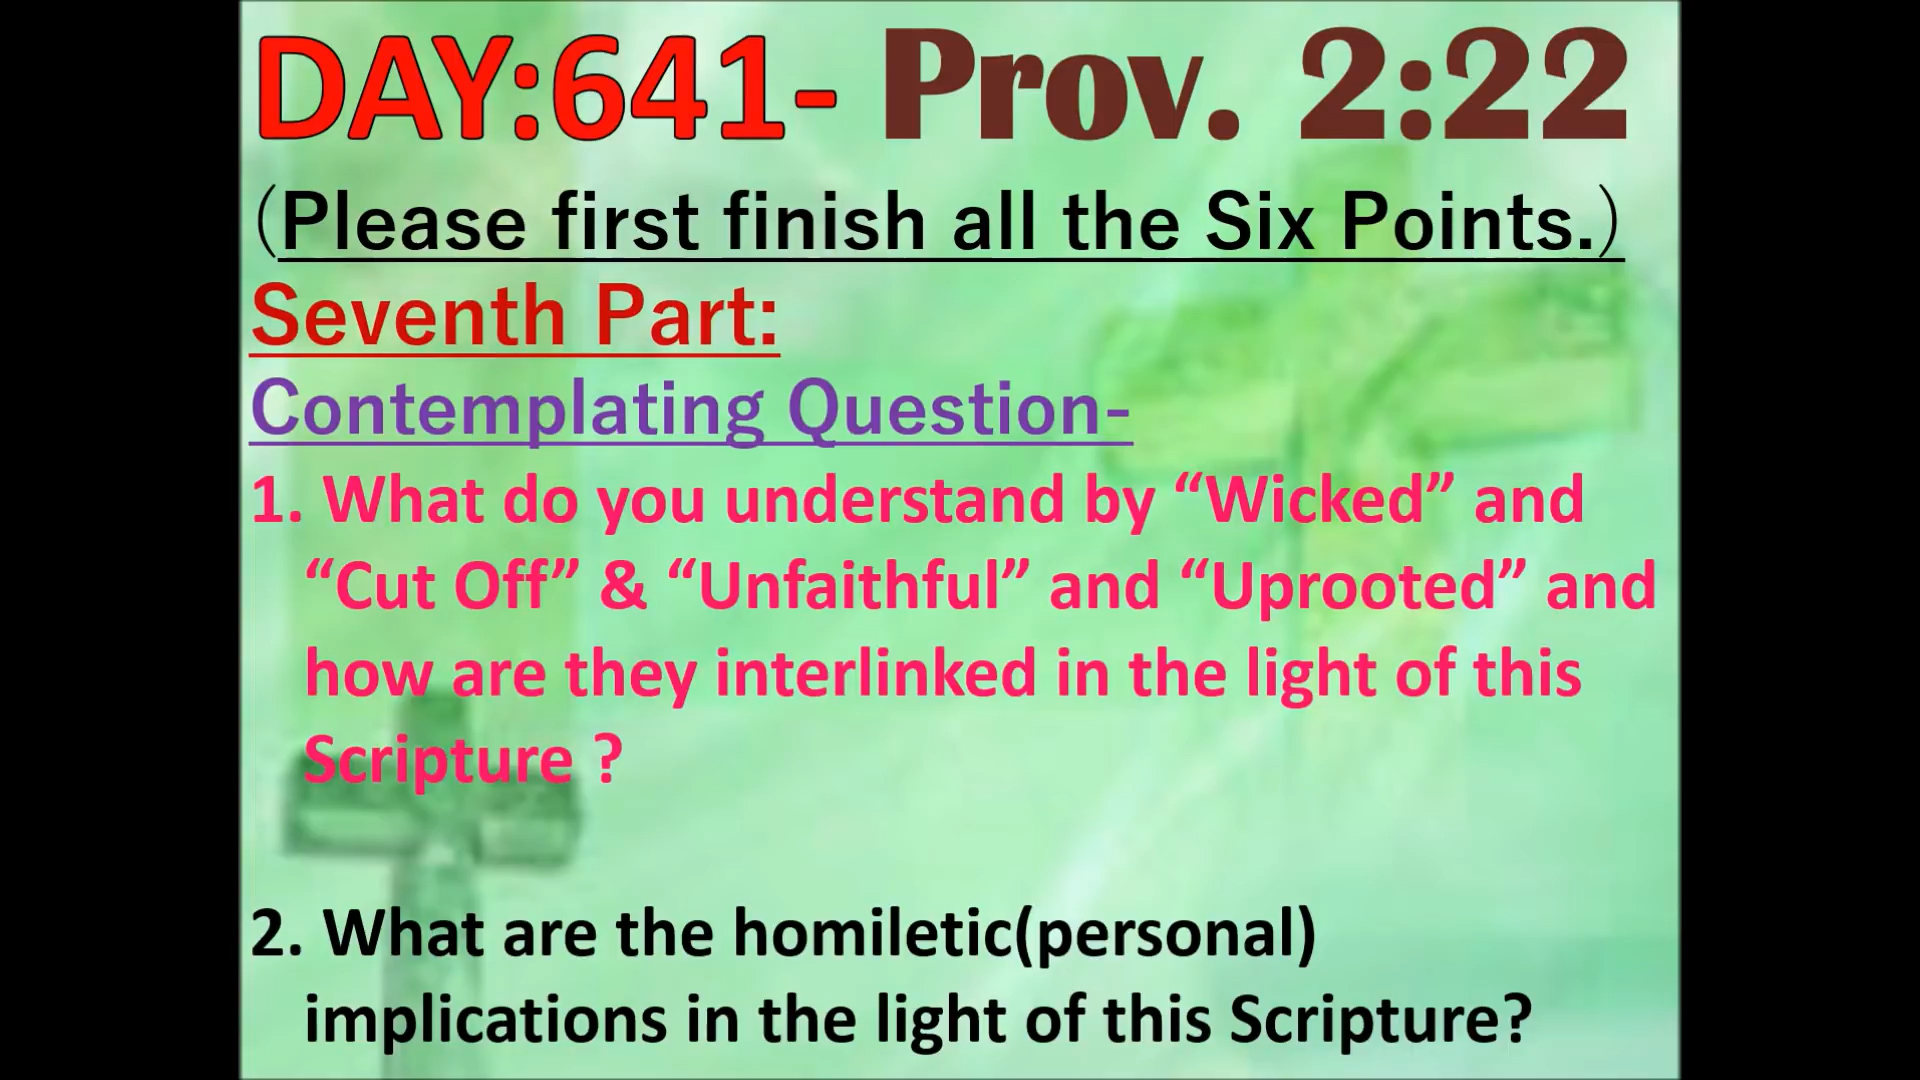 DAY:641- Prov. 2:22
(Please first finish all the Six Points.)
Seventh Part:
Contemplating Question-
1. What do you understand by “Wicked” and
“Cut Off” & “Unfaithful” and “Uprooted” and
how are they interlinked in the light of this
Scripture ?
2. What are the homiletic(personal)
implications in the light of this Scripture?